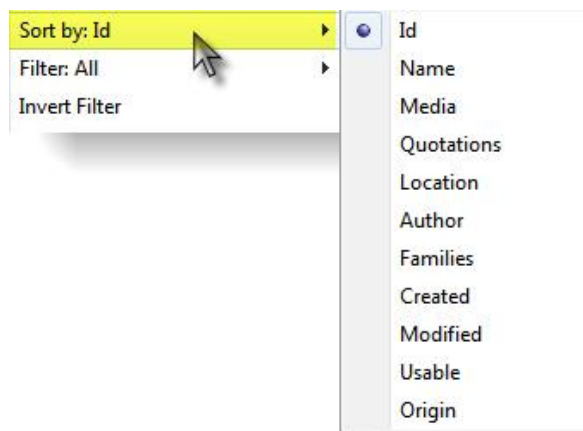 Sort by: Id
Filter: All
Invert Filter
Id
Name
Media
Quotations
Location
Author
Families
Created
Modified
Usable
Origin